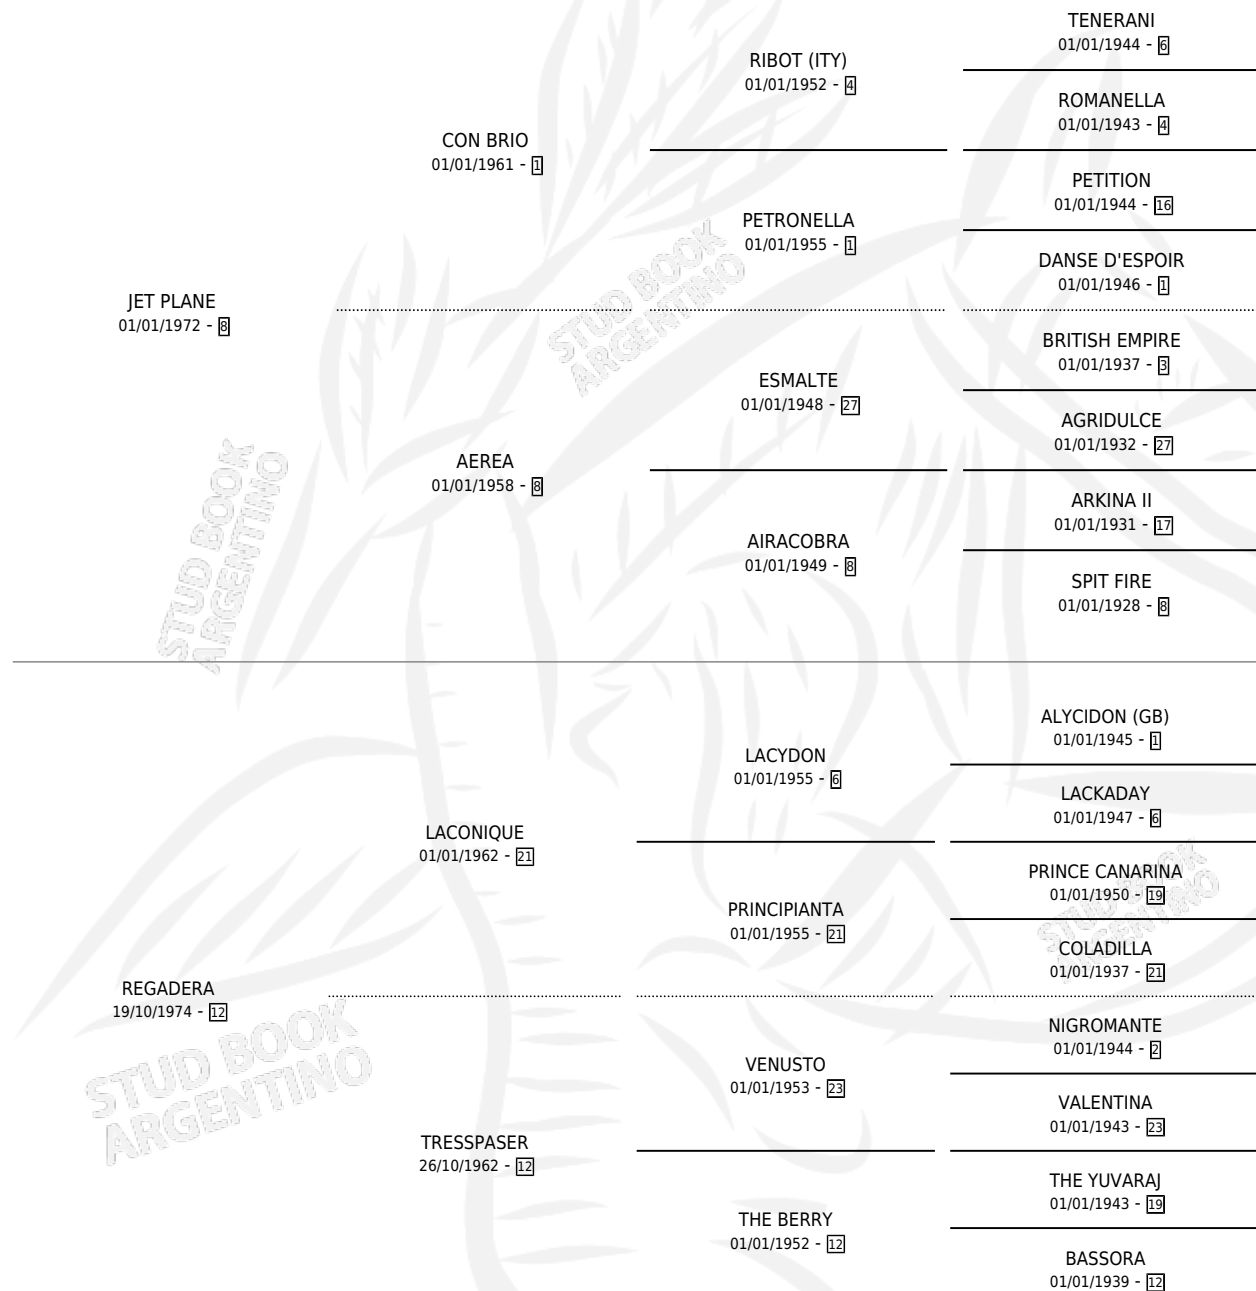 TENERANI
01/01/1944 - 6
RIBOT (ITY)
01/01/1952 - 4
ROMANELLA
01/01/1943 - 4
CON BRIO
01/01/1961 - 1
PETITION
01/01/1944 - 16
PETRONELLA
01/01/1955 - 1
DANSE D'ESPOIR
01/01/1946 - 1
JET PLANE
01/01/1972 - 8
BRITISH EMPIRE
01/01/1937 - 3
ESMALTE
01/01/1948 - 27
AGRIDULCE
01/01/1932 - 27
AEREA
01/01/1958 - 8
ARKINA II
01/01/1931 - 17
AIRACOBRA
01/01/1949 - 8
SPIT FIRE
01/01/1928 - 8
STUD BOOK
ARGENTINO
STUD BOOK
ARGENTINO
ALYCIDON (GB)
01/01/1945 - 1
LACYDON
01/01/1955 - 6
LACKADAY
01/01/1947 - 6
LACONIQUE
01/01/1962 - 21
PRINCE CANARINA
01/01/1950 - 19
PRINCIPIANTA
01/01/1955 - 21
COLADILLA
01/01/1937 - 21
STUD BOOK
ARGENTINO
REGADERA
19/10/1974 - 12
NIGROMANTE
01/01/1944 - 2
VENUSTO
01/01/1953 - 23
VALENTINA
01/01/1943 - 23
STUD BOOK
ARGENTINO
TRESSPASER
26/10/1962 - 12
THE YUVARAJ
01/01/1943 - 19
THE BERRY
01/01/1952 - 12
BASSORA
01/01/1939 - 12